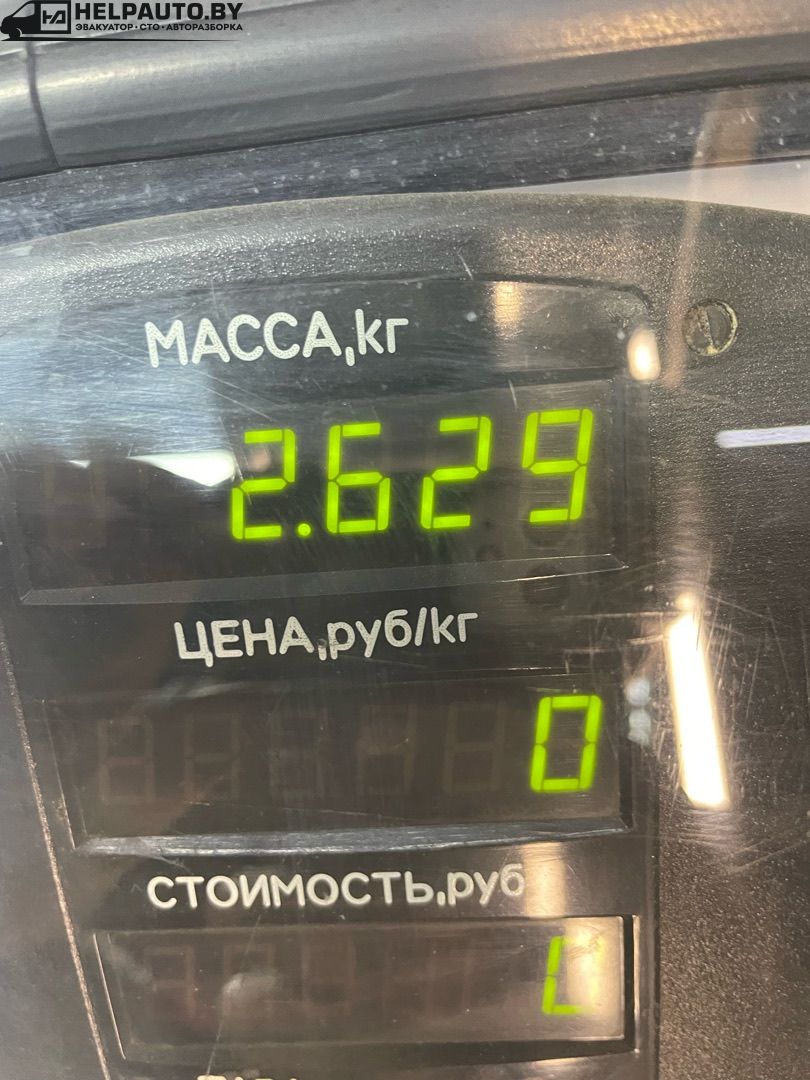 HELPAUTO.BY
ЭВАКУАТОР · СТО · АВТОРАЗБОРКА
МАССА,кг
2.629
ЦЕНА,руб/кг
0
СТОИМОСТЬ,руб